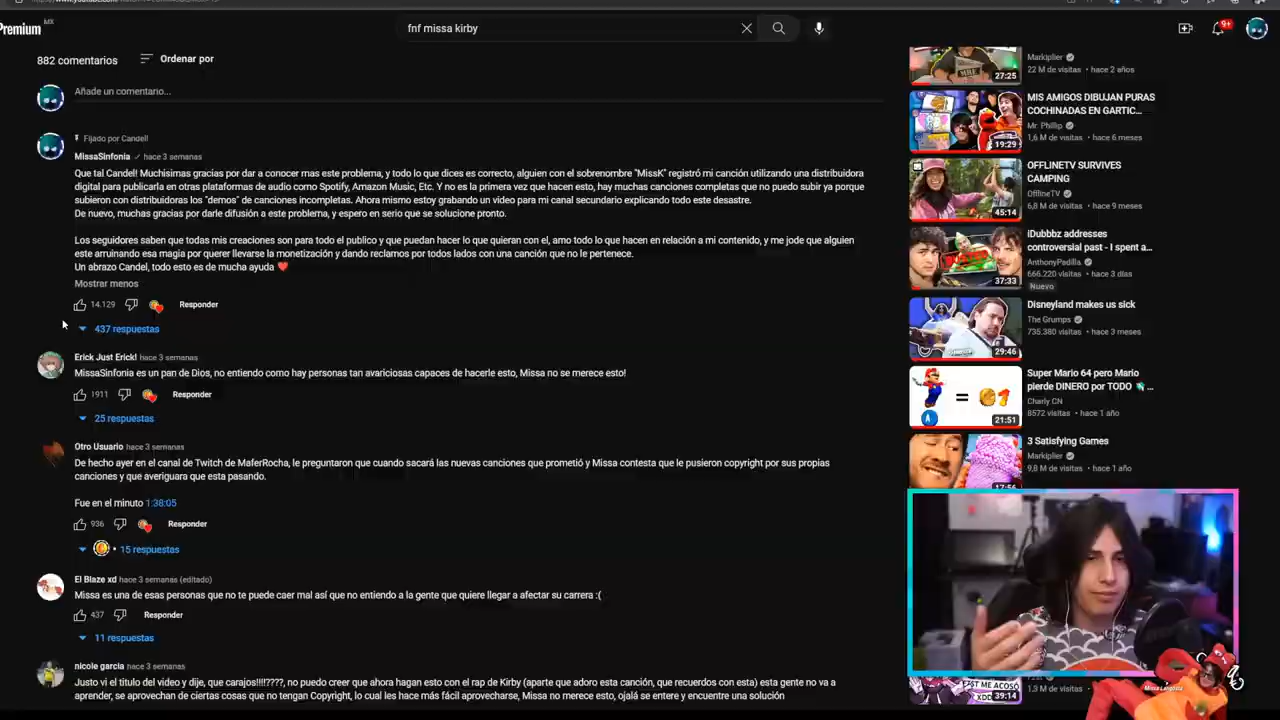 Premium MX
fnf missa kirby
9+
882 comentarios
Ordenar por
Añade un comentario...
Fijado por Candell
MissaSinfonia ✓ hace 3 semanas
Que tal Candel! Muchisimas gracias por dar a conocer mas este problema, y todo lo que dices es correcto, alguien con el sobrenombre "MissK" registró mi canción utilizando una distribuidora
digital para publicarla en otras plataformas de audio como Spotify, Amazon Music, Etc. Y no es la primera vez que hacen esto, hay muchas canciones completas que no puedo subir ya porque
subieron con distribuidoras los "demos" de canciones incompletas. Ahora mismo estoy grabando un video para mi canal secundario explicando todo este desastre.
De nuevo, muchas gracias por darle difusión a este problema, y espero en serio que se solucione pronto.
Los seguidores saben que todas mis creaciones son para todo el publico y que puedan hacer lo que quieran con el, amo todo lo que hacen en relación a mi contenido, y me jode que alguien
este arruinando esa magia por querer llevarse la monetización y dando reclamos por todos lados con una canción que no le pertenece.
Un abrazo Candel, todo esto es de mucha ayuda ❤️
Mostrar menos
14.129 Responder
437 respuestas
Erick Just Erick! hace 3 semanas
MissaSinfonia es un pan de Dios, no entiendo como hay personas tan avariciosas capaces de hacerle esto, Missa no se merece esto!
1911 Responder
25 respuestas
Otro Usuario hace 3 semanas
De hecho ayer en el canal de Twitch de MaferRocha, le preguntaron que cuando sacará las nuevas canciones que prometió y Missa contesta que le pusieron copyright por sus propias
canciones y que averiguara que esta pasando.
Fue en el minuto 1:38:05
936 Responder
15 respuestas
El Blaze xd hace 3 semanas (editado)
Missa es una de esas personas que no te puede caer mal así que no entiendo a la gente que quiere llegar a afectar su carrera :(
437 Responder
11 respuestas
nicole garcia hace 3 semanas
Justo vi el titulo del video y dije, que carajos!!!!????, no puedo creer que ahora hagan esto con el rap de Kirby (aparte que adoro esta canción, que recuerdos con esta) esta gente no va a
aprender, se aprovechan de ciertas cosas que no tengan Copyright, lo cual les hace más fácil aprovecharse, Missa no merece esto, ojalá se entere y encuentre una solución
Markiplier
22 M de visitas • hace 2 años
27:25
MIS AMIGOS DIBUJAN PURAS
COCHINADAS EN GARTIC...
Mr. Phillip
1,6 M de visitas • hace 6 meses
19:29
OFFLINETV SURVIVES
CAMPING
OfflineTV
6,8 M de visitas • hace 9 meses
45:14
iDubbbz addresses
controversial past - I spent a...
AnthonyPadilla
666.220 visitas • hace 3 días
Nuevo
37:33
Disneyland makes us sick
The Grumps
735.380 visitas • hace 3 meses
29:46
Super Mario 64 pero Mario
pierde DINERO por TODO ...
Charly CN
8572 visitas • hace 1 año
21:51
3 Satisfying Games
Markiplier
9,8 M de visitas • hace 1 año
17:56
Missa Langosta
1,9 M de visitas
39:14